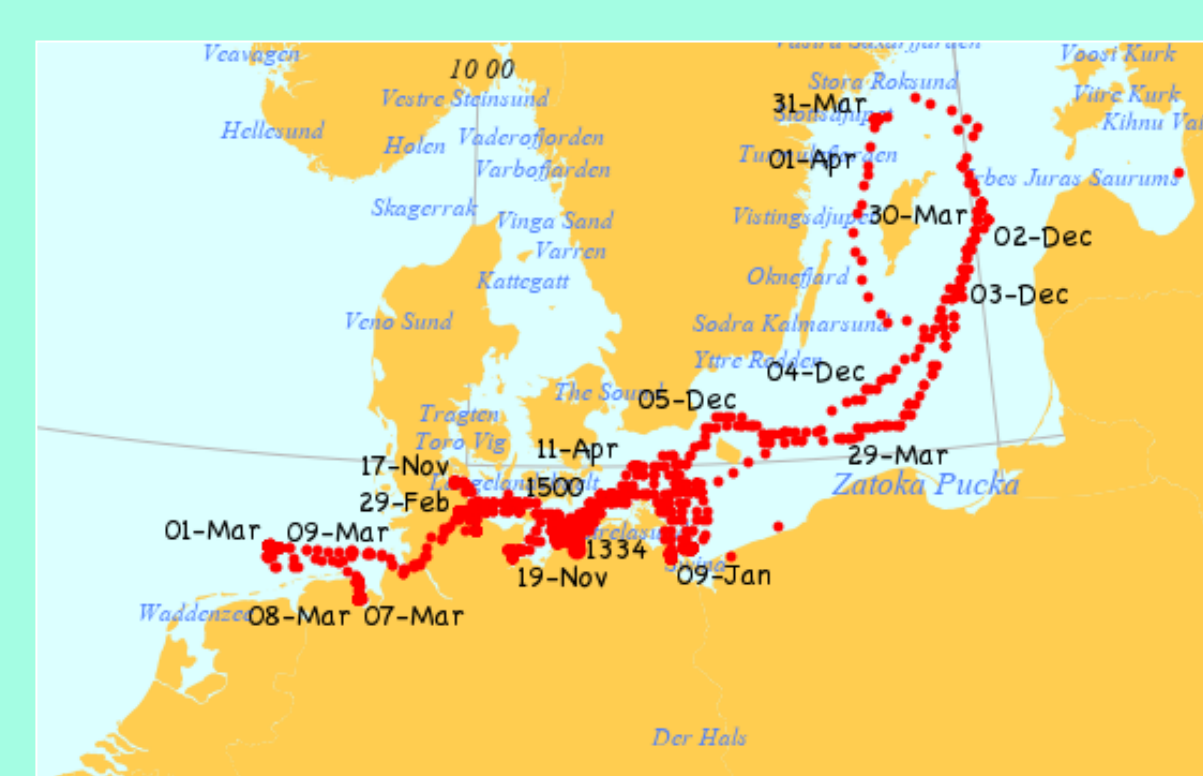 Veavagen
Vastra Saxarfjarden
Voosi Kurk
10 00
Stora Roksund
Vestre Steinsund
31-Mar
Viire Kurk
Kihnu Va
Hellesund
Vaderofjorden
Holen
01-Apr
Varbofjarden
Irbes Juras Saurums
Skagerrak
Vinga Sand
Vistingsdjupet
30-Mar
02-Dec
Varren
Kattegatt
Oknefjard
03-Dec
Veno Sund
Sodra Kalmarsund
Yttre Redden
04-Dec
The Sound
05-Dec
Tragten
Toro Vig
11-Apr
29-Mar
17-Nov
Zatoka Pucka
1500
29-Feb
01-Mar
09-Mar
1334
19-Nov
09-Jan
Waddenzee
08-Mar
07-Mar
Der Hals